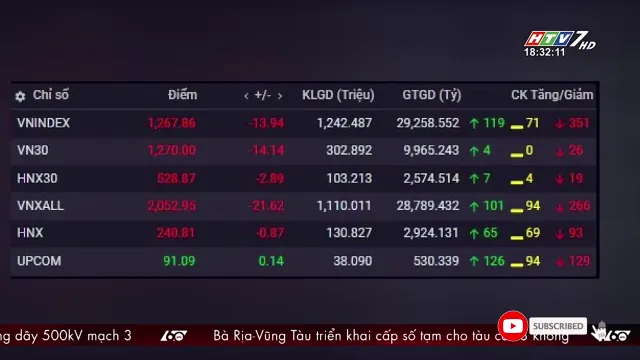 HTV7 HD
18:32:11
Chỉ số Điểm < +/- > KLGD (Triệu) GTGD (Tỷ) CK Tăng/Giảm
VNINDEX 1,267.86 -13.94 1,242.487 29,258.552 ↑ 119 71 ↓ 351
VN30 1,270.00 -14.14 302.892 9,965.243 ↑ 4 0 ↓ 26
HNX30 528.87 -2.89 103.213 2,574.514 ↑ 7 4 ↓ 19
VNXALL 2,052.95 -21.62 1,110.011 28,789.432 ↑ 101 94 ↓ 266
HNX 240.81 -0.87 130.827 2,924.131 ↑ 65 69 ↓ 93
UPCOM 91.09 0.14 38.090 530.339 ↑ 126 94 ↓ 129
SUBSCRIBED
dây 500kV mạch 3 60 Bà Rịa-Vũng Tàu triển khai cấp số tạm cho tàu cá không